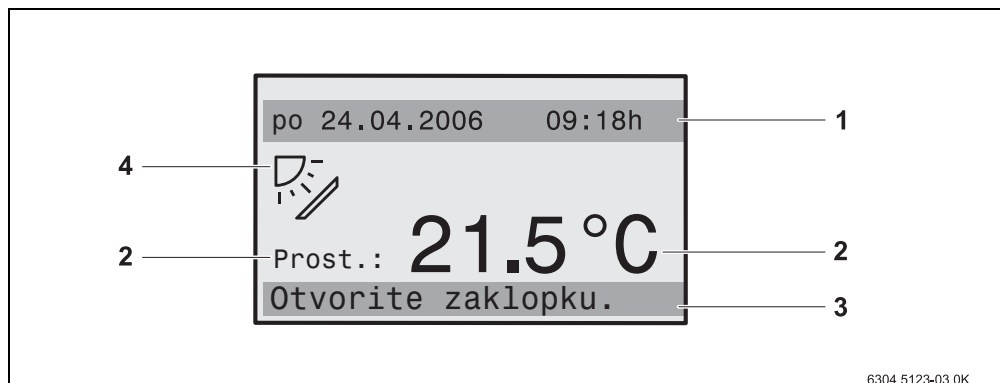 po 24.04.2006 09:18h 1
4
2 Prost.: 21.5°C 2
Otvorite zaklopku. 3
6304 5123-03.0K